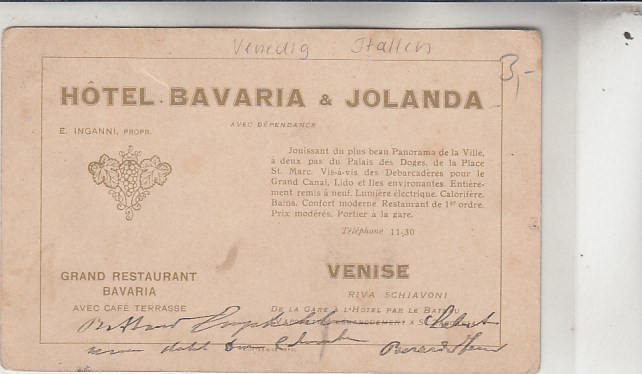 Venedig Italien
3,-
HÔTEL BAVARIA & JOLANDA
AVEC DÉPENDANCE
E. INGANNI, PROPR.
Jouissant du plus beau Panorama de la Ville,
à deux pas du Palais des Doges, de la Place
St. Marc. Vis-à-vis des Debarcadères pour le
Grand Canal, Lido et Iles environantes. Entière-
ment remis à neuf. Lumière électrique. Calorifère.
Bains. Confort moderne. Restaurant de 1er ordre.
Prix modérés. Portier à la gare.
Téléphone 11-30
GRAND RESTAURANT
BAVARIA
AVEC CAFÉ TERRASSE
VENISE
RIVA SCHIAVONI
DE LA GARE À L'HÔTEL PAR LE BATEAU